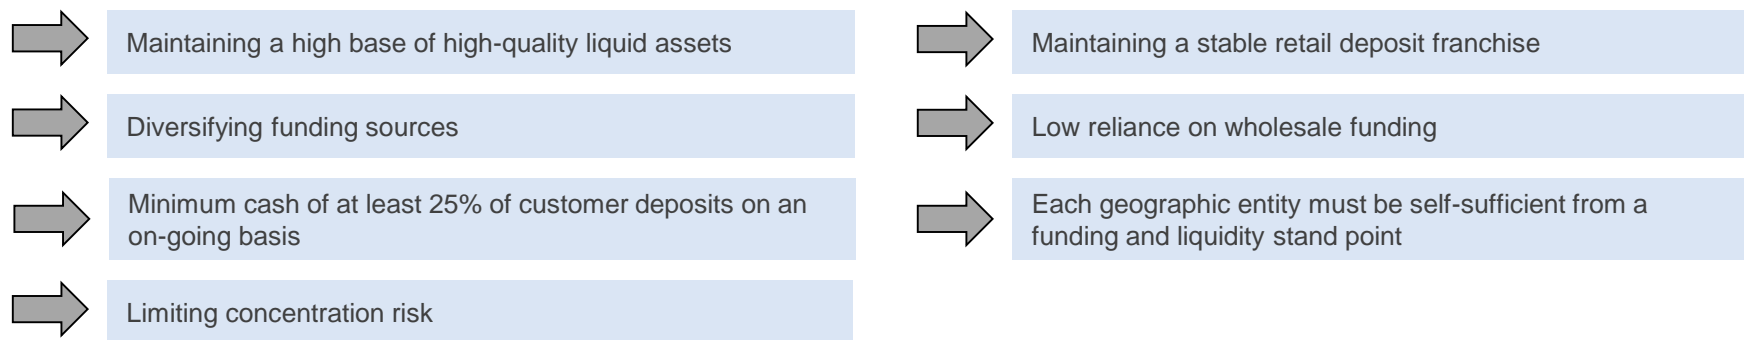 Maintaining a high base of high-quality liquid assets
Diversifying funding sources
Minimum cash of at least 25% of customer deposits on an
on-going basis
Limiting concentration risk
Maintaining a stable retail deposit franchise
Low reliance on wholesale funding
Each geographic entity must be self-sufficient from a
funding and liquidity stand point